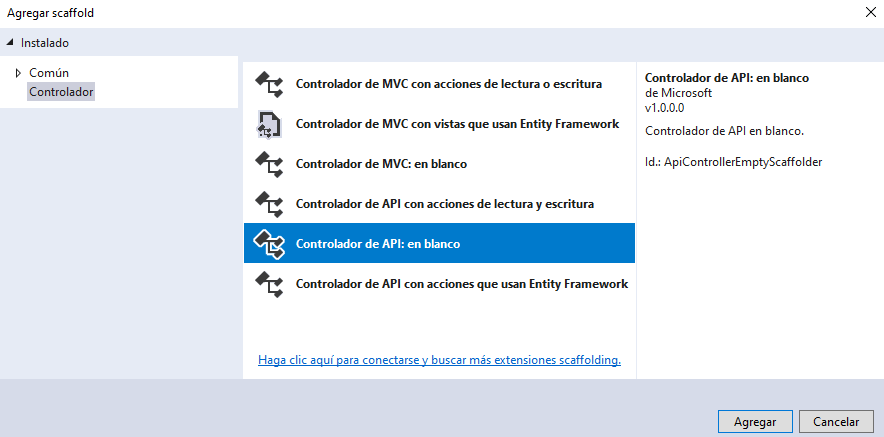 Agregar scaffold
Instalado
Común
Controlador
Controlador de MVC con acciones de lectura o escritura
Controlador de MVC con vistas que usan Entity Framework
Controlador de MVC: en blanco
Controlador de API con acciones de lectura y escritura
Controlador de API: en blanco
Controlador de API con acciones que usan Entity Framework
Haga clic aquí para conectarse y buscar más extensiones scaffolding.
Controlador de API: en blanco
de Microsoft
v1.0.0.0
Controlador de API en blanco.
Id.: ApiControllerEmptyScaffolder
Agregar
Cancelar